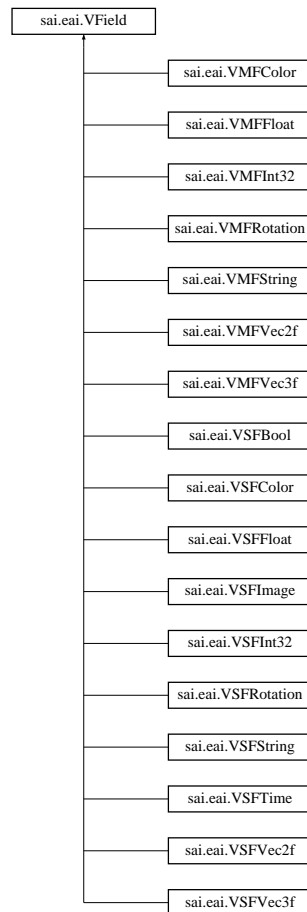 sai.eai.VField
sai.eai.VMFColor
sai.eai.VMFFloat
sai.eai.VMFInt32
sai.eai.VMFRotation
sai.eai.VMFString
sai.eai.VMFVec2f
sai.eai.VMFVec3f
sai.eai.VSFBool
sai.eai.VSFColor
sai.eai.VSFFloat
sai.eai.VSFImage
sai.eai.VSFInt32
sai.eai.VSFRotation
sai.eai.VSFString
sai.eai.VSFTime
sai.eai.VSFVec2f
sai.eai.VSFVec3f